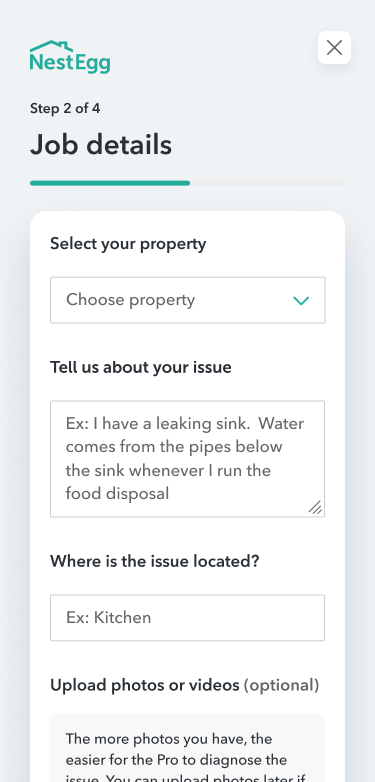 NestEgg
Step 2 of 4
Job details
Select your property
Choose property
Tell us about your issue
Ex: I have a leaking sink.  Water
comes from the pipes below
the sink whenever I run the
food disposal
Where is the issue located?
Ex: Kitchen
Upload photos or videos (optional)
The more photos you have, the
easier for the Pro to diagnose the
issue. You can upload photos later if